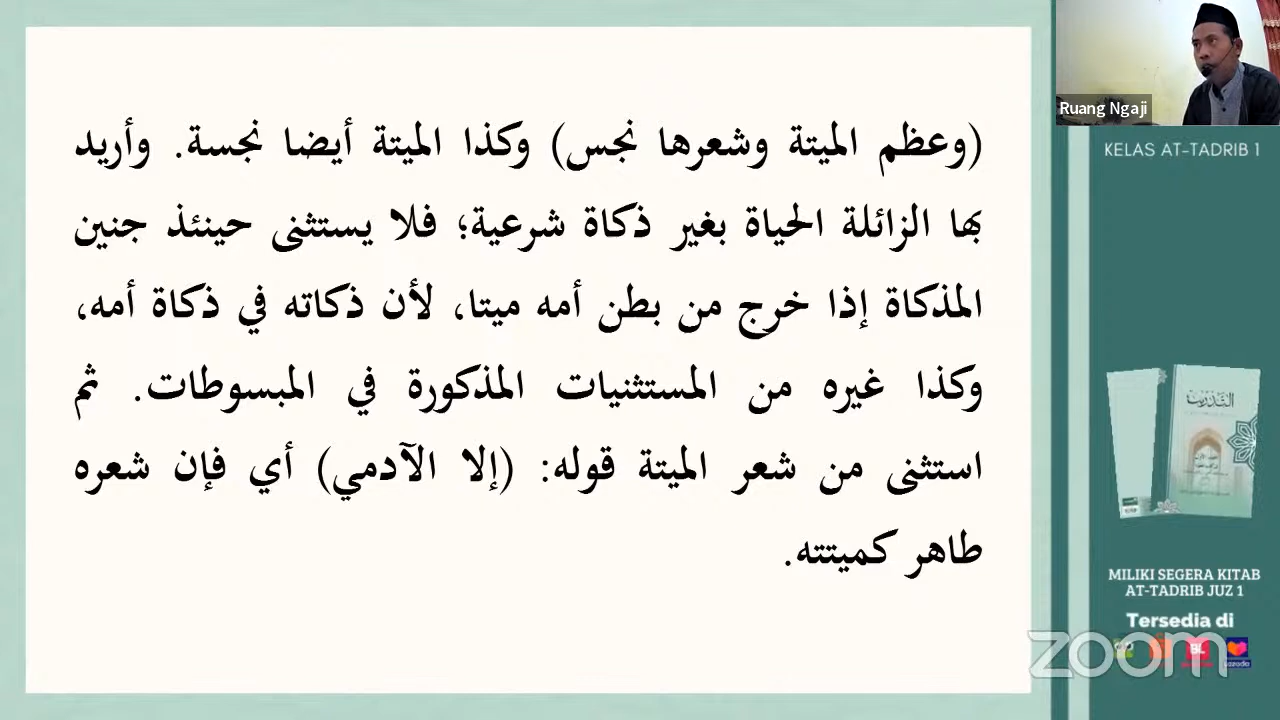 (وعظم الميتة وشعرها نجس) وكذا الميتة أيضا نجسة. وأريد
بها الزائلة الحياة بغير ذكاة شرعية؛ فلا يستثنى حينئذ جنين
المذكاة إذا خرج من بطن أمه ميتا، لأن ذكاته في ذكاة أمه،
وكذا غيره من المستثنيات المذكورة في المبسوطات. ثم
استثنى من شعر الميتة قوله: (إلا الآدمي) أي فإن شعره
طاهر كميتته.
Ruang Ngaji
KELAS AT-TADRIB 1
التذريب
MILIKI SEGERA KITAB
AT-TADRIB JUZ 1
Tersedia di
BL
lazada
zoom